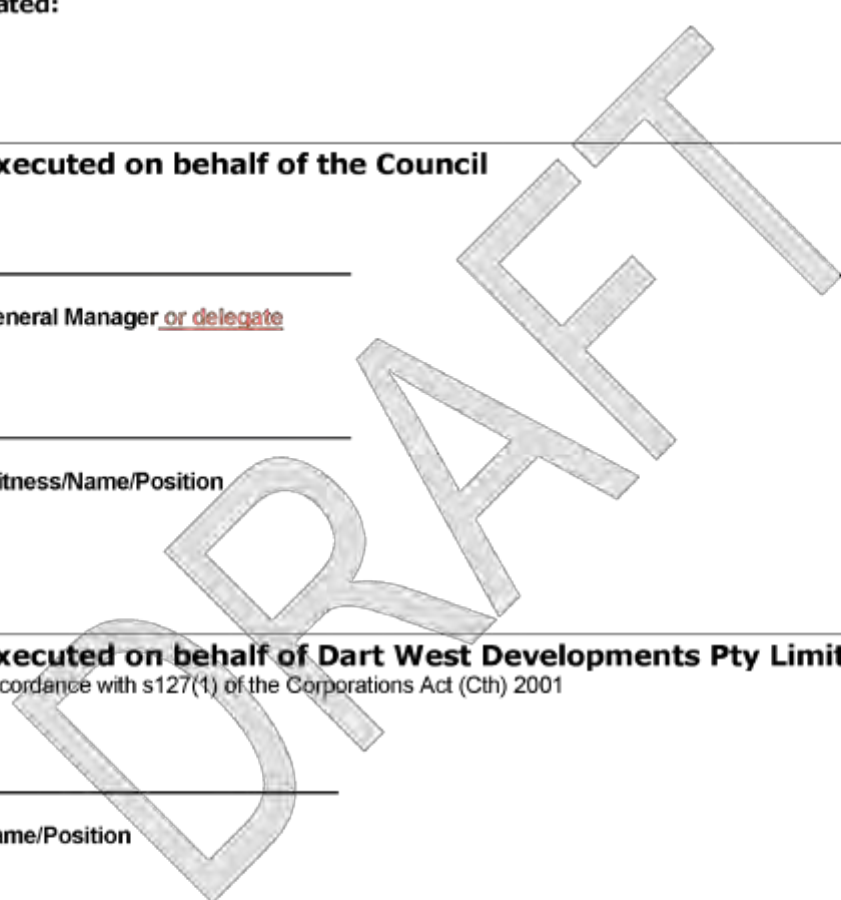 ated:
xecuted on behalf of the Council
eneral Manager or delegate
itness/Name/Position
xecuted on behalf of Dart West Developments Pty Limit
ccordance with s127(1) of the Corporations Act (Cth) 2001
ame/Position
DRAFT